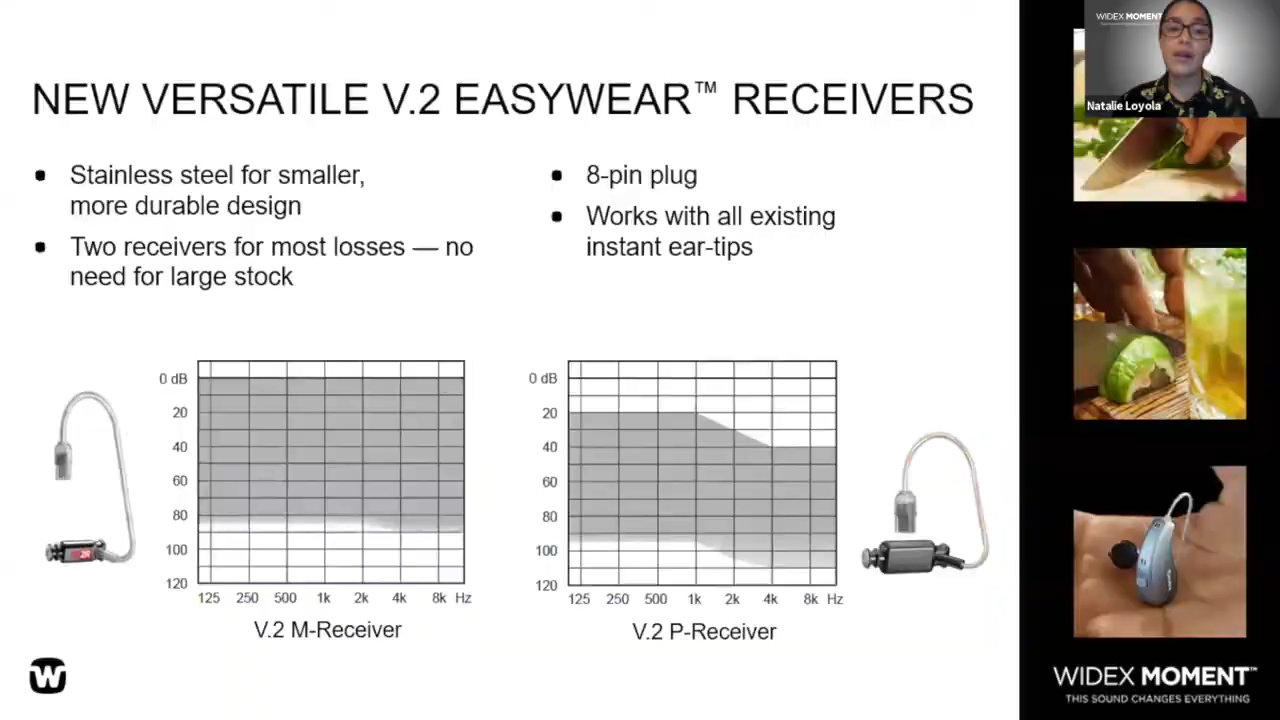 NEW VERSATILE V.2 EASYWEAR™ RECEIVERS
• Stainless steel for smaller,
more durable design
• Two receivers for most losses — no
need for large stock
• 8-pin plug
• Works with all existing
instant ear-tips
0 dB
20
40
60
80
100
120
125 250 500 1k 2k 4k 8k Hz
V.2 M-Receiver
2R
0 dB
20
40
60
80
100
120
125 250 500 1k 2k 4k 8k Hz
V.2 P-Receiver
W
WIDEX MOMENT
Natalie Loyola
WIDEX MOMENT™
THIS SOUND CHANGES EVERYTHING